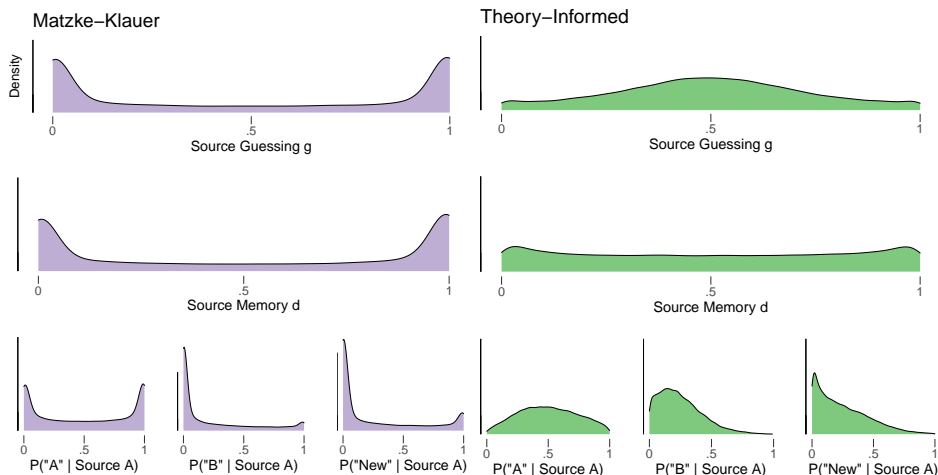 Matzke−Klauer
Theory−Informed
Density
0 .5 1
Source Guessing g
0 .5 1
Source Guessing g
0 .5 1
Source Memory d
0 .5 1
Source Memory d
0 .5 1
P("A" | Source A)
0 .5 1
P("B" | Source A)
0 .5 1
P("New" | Source A)
0 .5 1
P("A" | Source A)
0 .5 1
P("B" | Source A)
0 .5 1
P("New" | Source A)